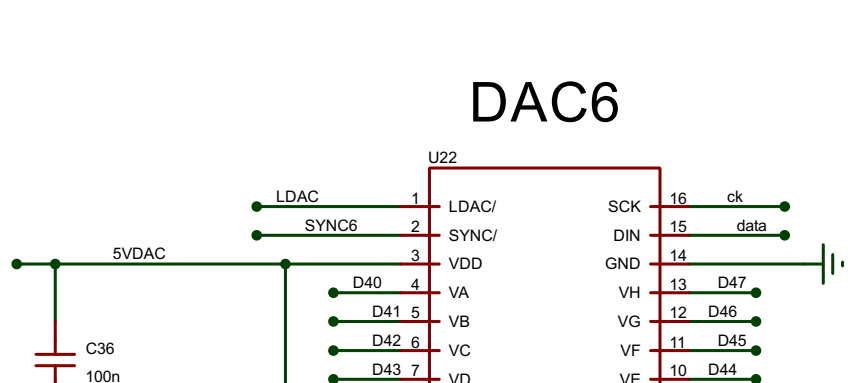 DAC6
U22
LDAC 1 LDAC/ SCK 16 ck
SYNC6 2 SYNC/ DIN 15 data
5VDAC 3 VDD GND 14
D40 4 VA VH 13 D47
D41 5 VB VG 12 D46
D42 6 VC VF 11 D45
C36
D43 7 VD VE 10 D44
100n